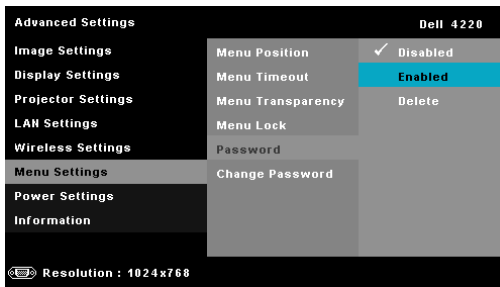 Advanced Settings
Dell 4220
Image Settings
Display Settings
Projector Settings
LAN Settings
Wireless Settings
Menu Settings
Power Settings
Information
Menu Position
Menu Timeout
Menu Transparency
Menu Lock
Password
Change Password
Disabled
Enabled
Delete
Resolution : 1024x768